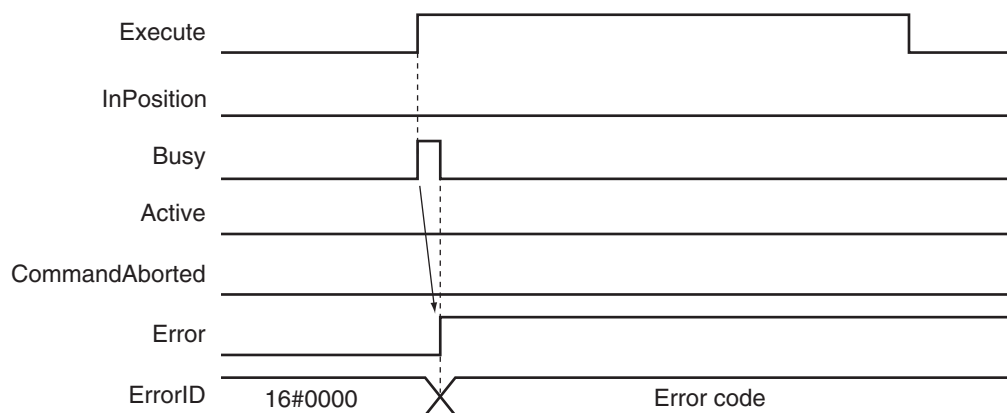 Execute
InPosition
Busy
Active
CommandAborted
Error
ErrorID 16#0000 Error code